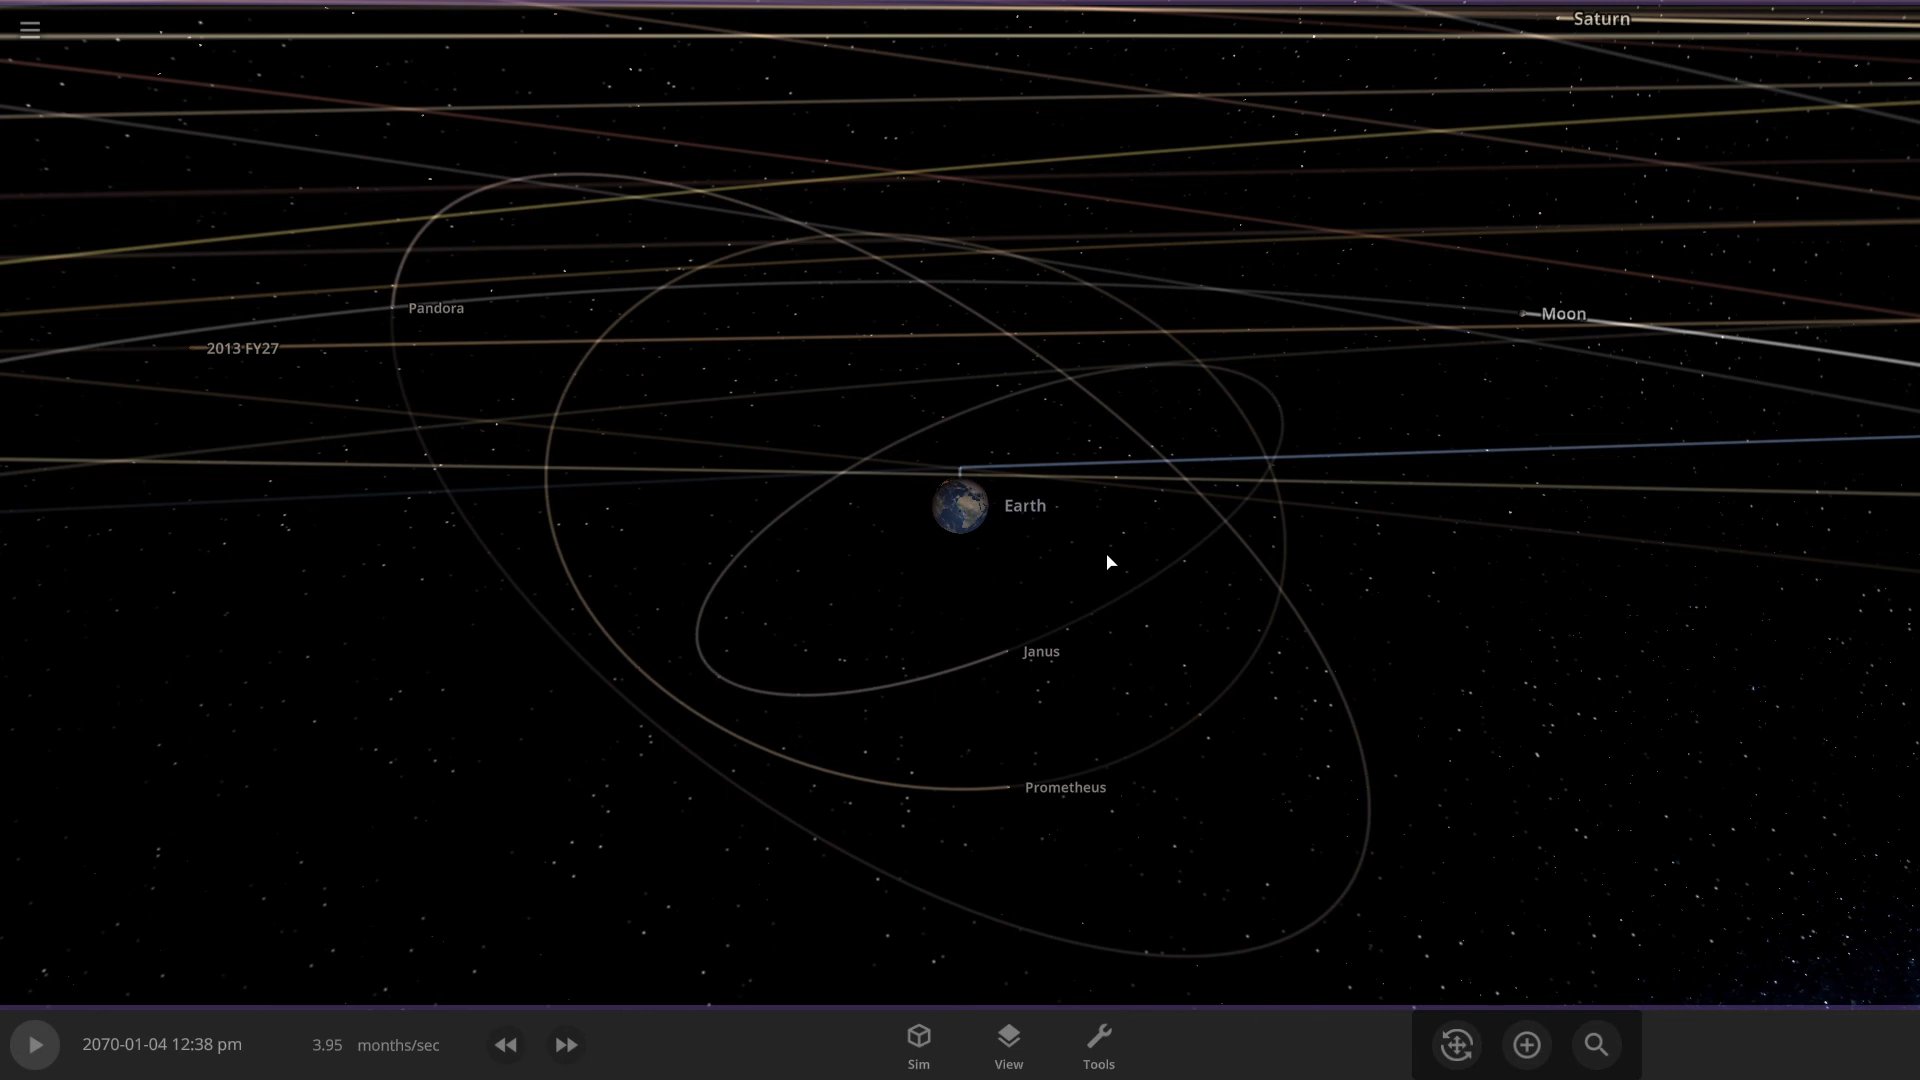 Saturn
Pandora
Moon
2013 FY27
Earth
Janus
Prometheus
2070-01-04 12:38 pm
3.95 months/sec
Sim
View
Tools